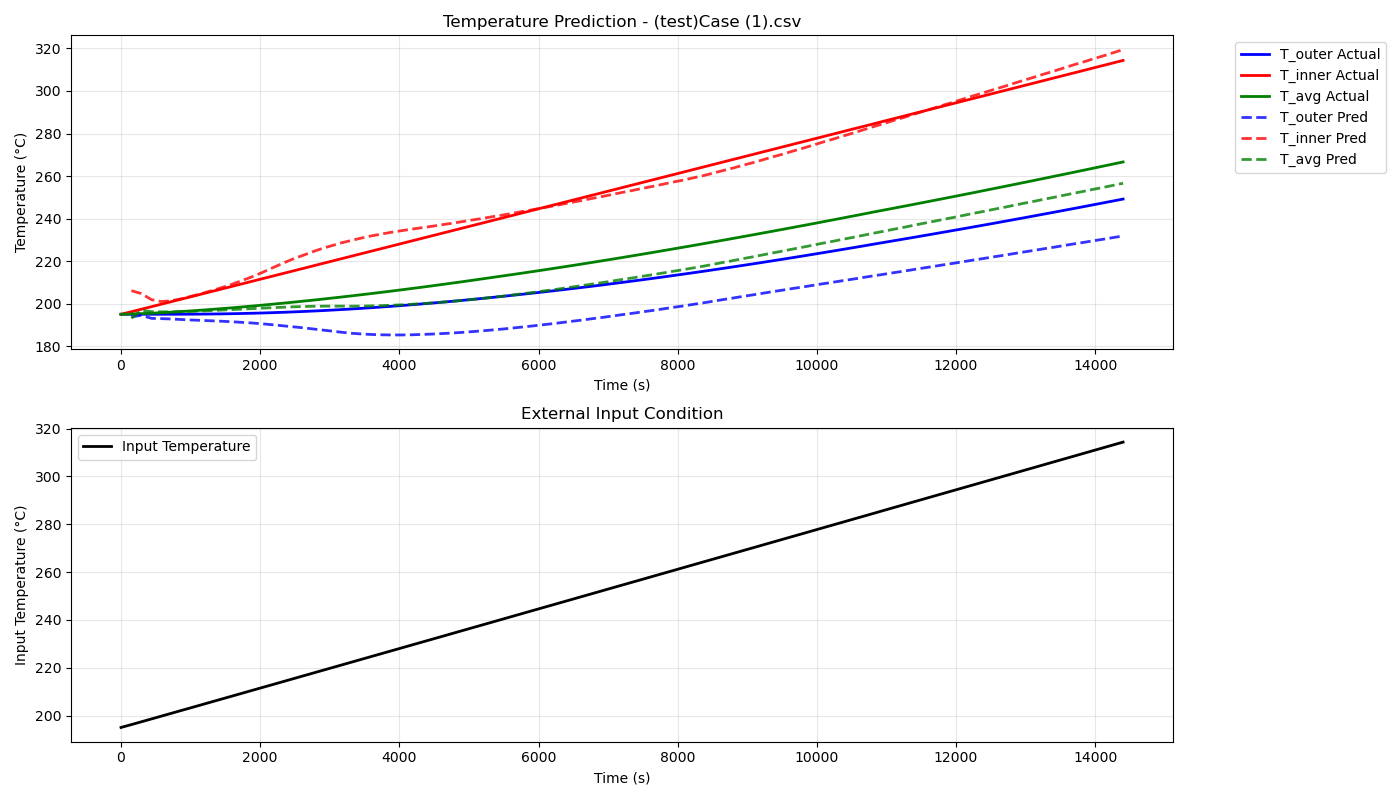 Temperature Prediction - (test)Case (1).csv
Temperature (°C)
320
300
280
260
240
220
200
180
0 2000 4000 6000 8000 10000 12000 14000
Time (s)
T_outer Actual
T_inner Actual
T_avg Actual
T_outer Pred
T_inner Pred
T_avg Pred
External Input Condition
Input Temperature (°C)
320
300
280
260
240
220
200
Input Temperature
0 2000 4000 6000 8000 10000 12000 14000
Time (s)